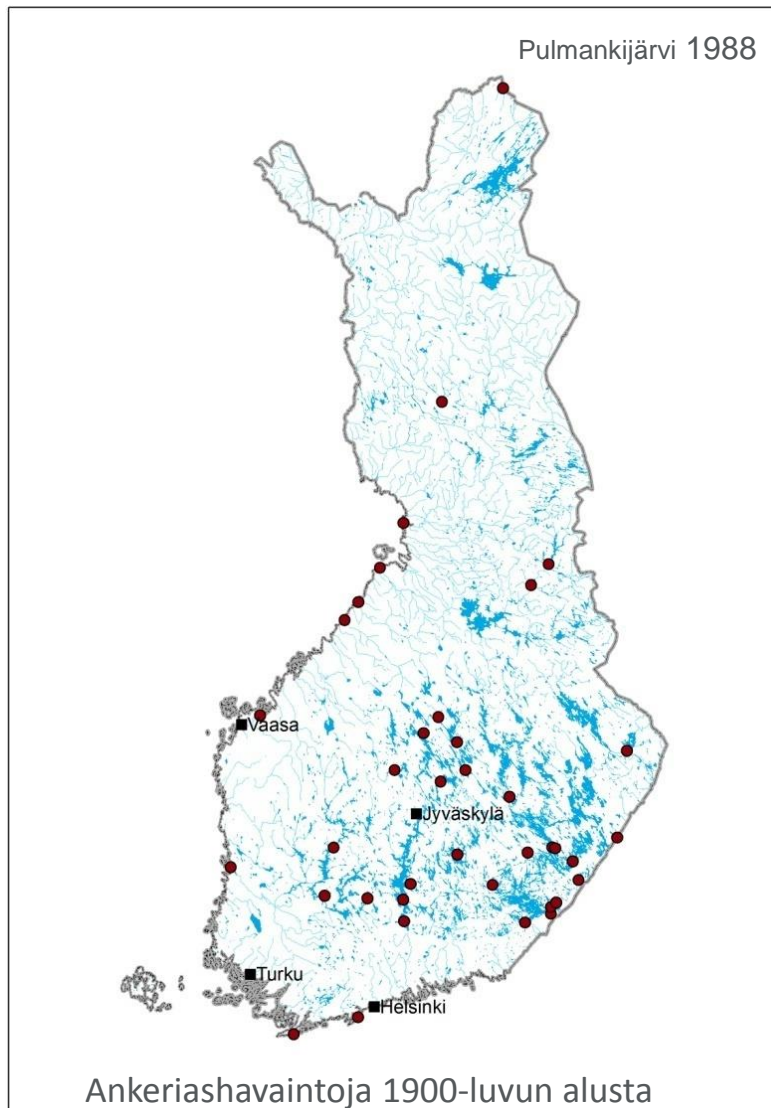 Pulmankijärvi 1988
Vaasa
Jyväskylä
Turku
Helsinki
Ankeriashavaintoja 1900-luvun alusta